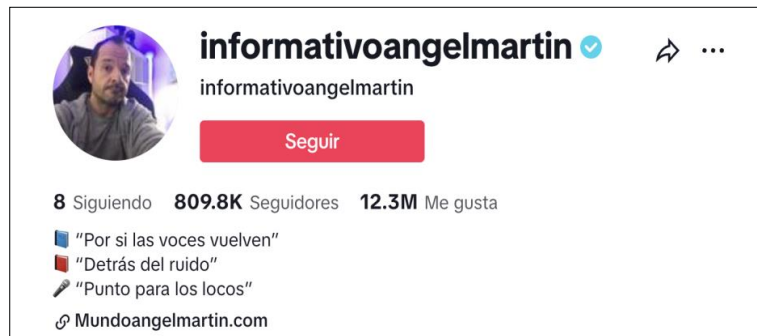 informativoangelmartin
informativoangelmartin
Seguir
8 Siguiendo 809.8K Seguidores 12.3M Me gusta
“Por si las voces vuelven”
“Detrás del ruido”
“Punto para los locos”
Mundoangelmartin.com